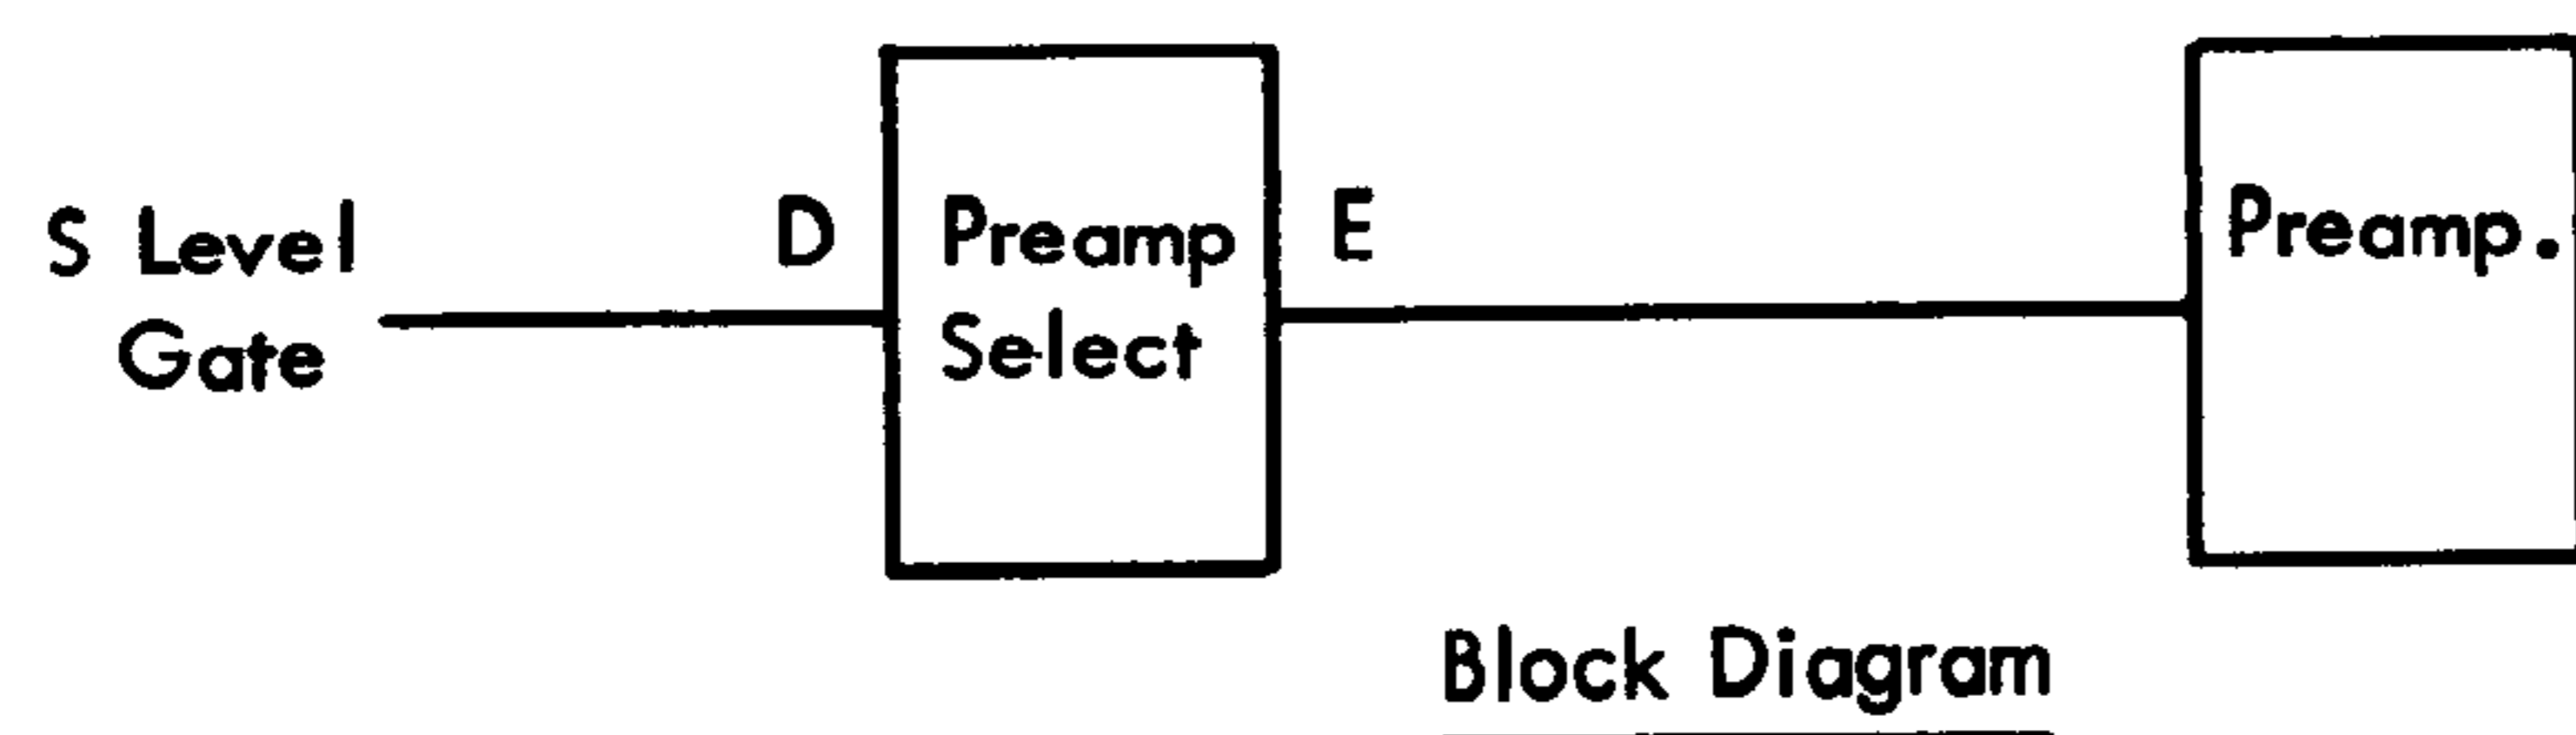 S Level
Gate
D
Preamp
Select
E
Preamp.
Block Diagram